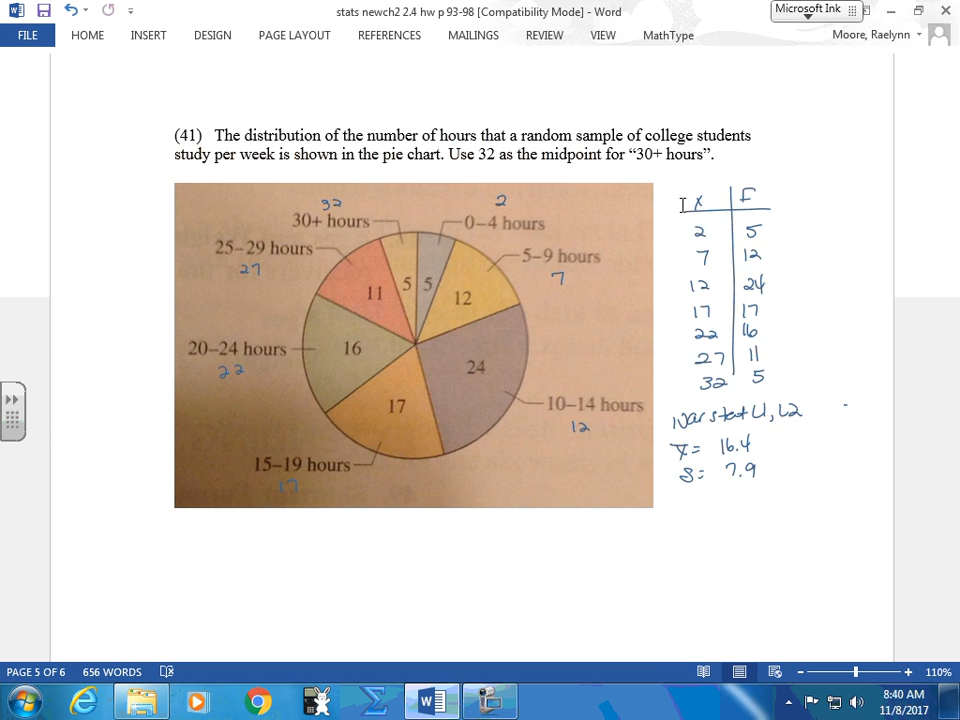 stats newch2 2.4 hw p 93-98 [Compatibility Mode] - Word
Microsoft Ink
FILE HOME INSERT DESIGN PAGE LAYOUT REFERENCES MAILINGS REVIEW VIEW MathType Moore, Raelynn
(41) The distribution of the number of hours that a random sample of college students
study per week is shown in the pie chart. Use 32 as the midpoint for “30+ hours”.
32 2
30+ hours 0–4 hours
25–29 hours 5–9 hours
27 7
5 5
11 12
20–24 hours 16 24
22
17 10–14 hours
12
15–19 hours
17
x F
2 5
7 12
12 24
17 17
22 16
27 11
32 5
1 Var stat L1, L2
x̄ = 16.4
s = 7.9
PAGE 5 OF 6 656 WORDS 110%
8:40 AM
11/8/2017